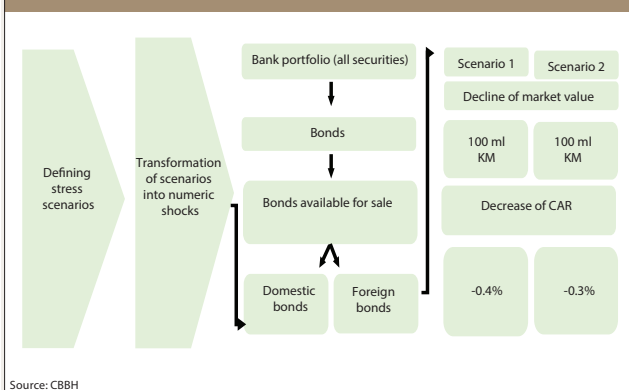 Defining
stress
scenarios
Transformation
of scenarios
into numeric
shocks
Bank portfolio (all securities)
Bonds
Bonds available for sale
Domestic
bonds
Foreign
bonds
Scenario 1
Scenario 2
Decline of market value
100 ml
KM
100 ml
KM
Decrease of CAR
-0.4%
-0.3%
Source: CBBH